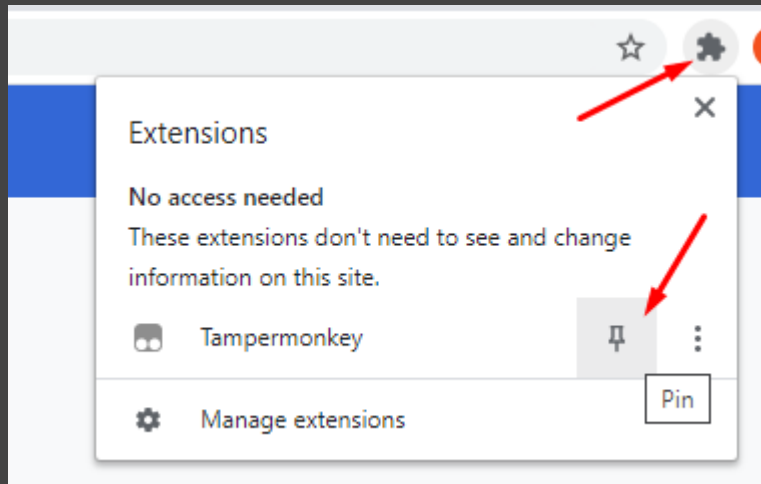 Extensions
No access needed
These extensions don't need to see and change
information on this site.
Tampermonkey
Pin
Manage extensions